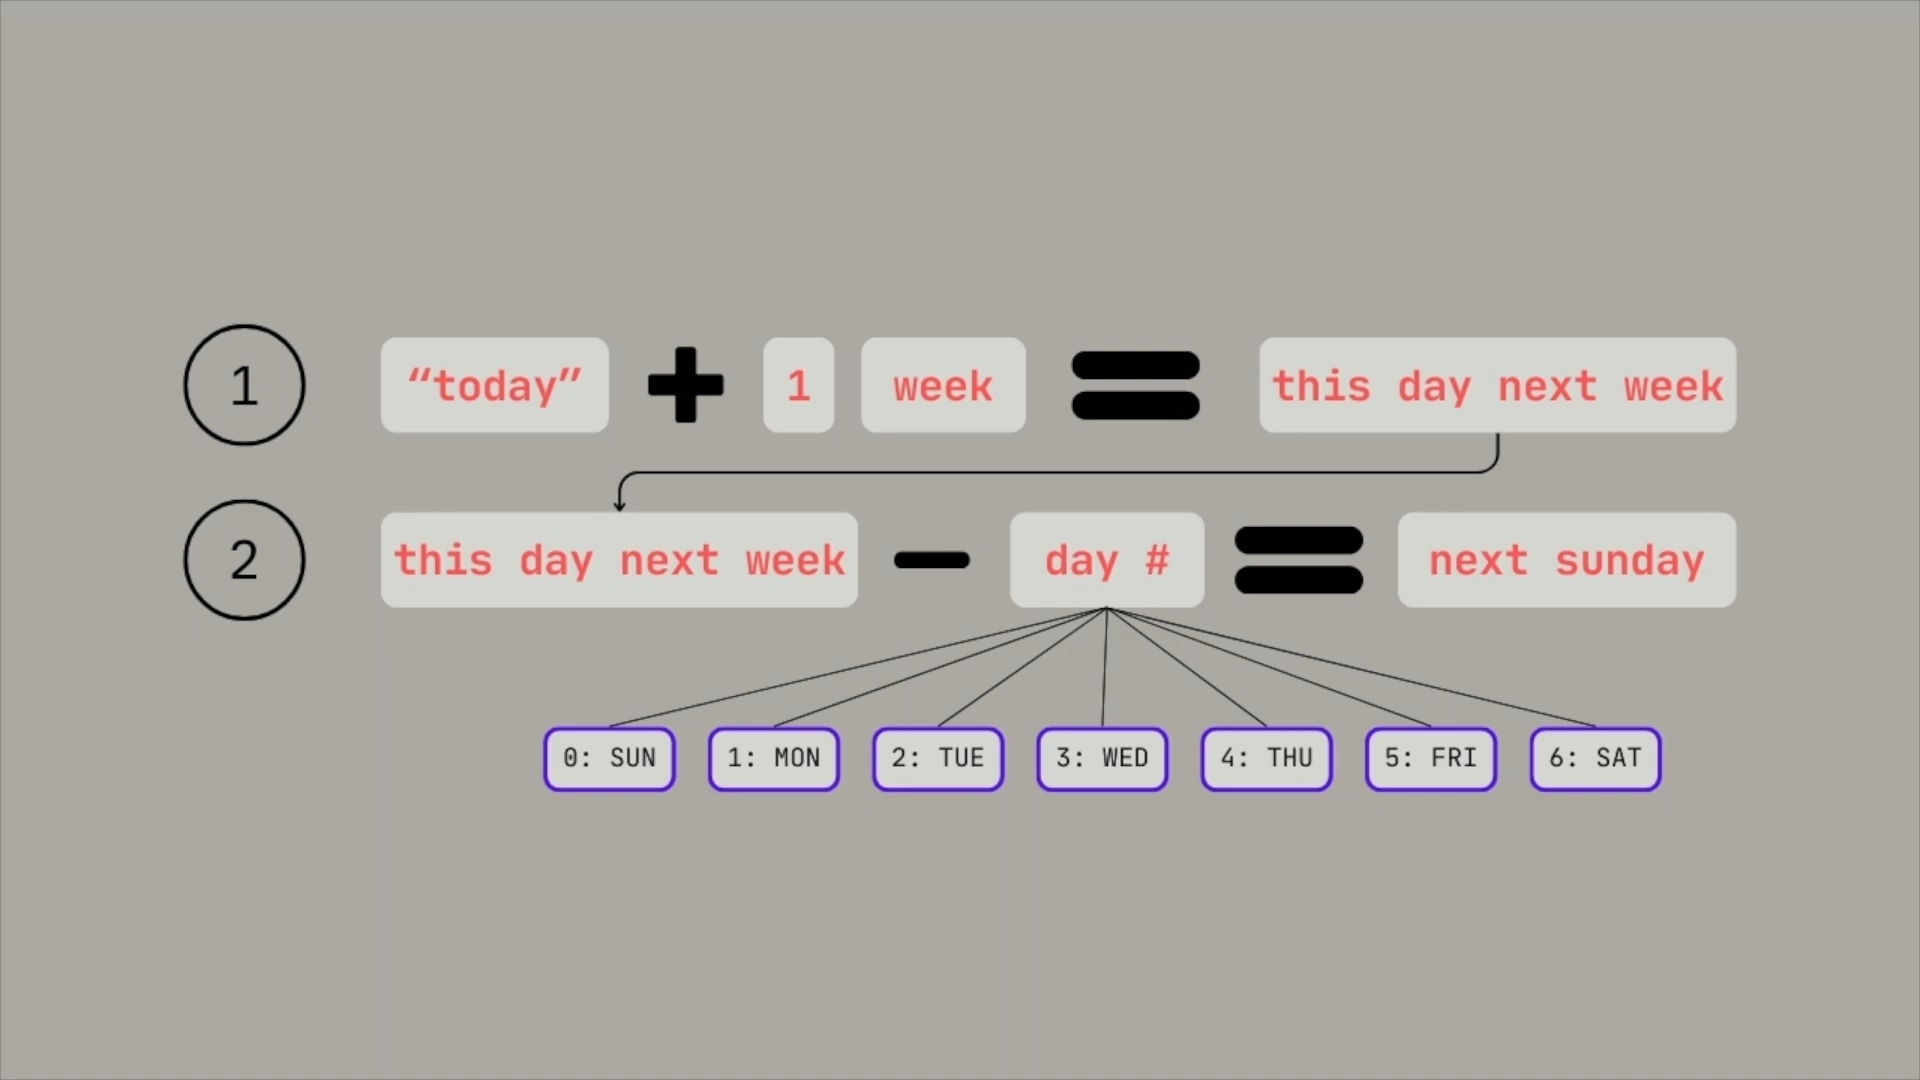 1 “today” + 1 week = this day next week
2 this day next week - day # = next sunday
0: SUN 1: MON 2: TUE 3: WED 4: THU 5: FRI 6: SAT